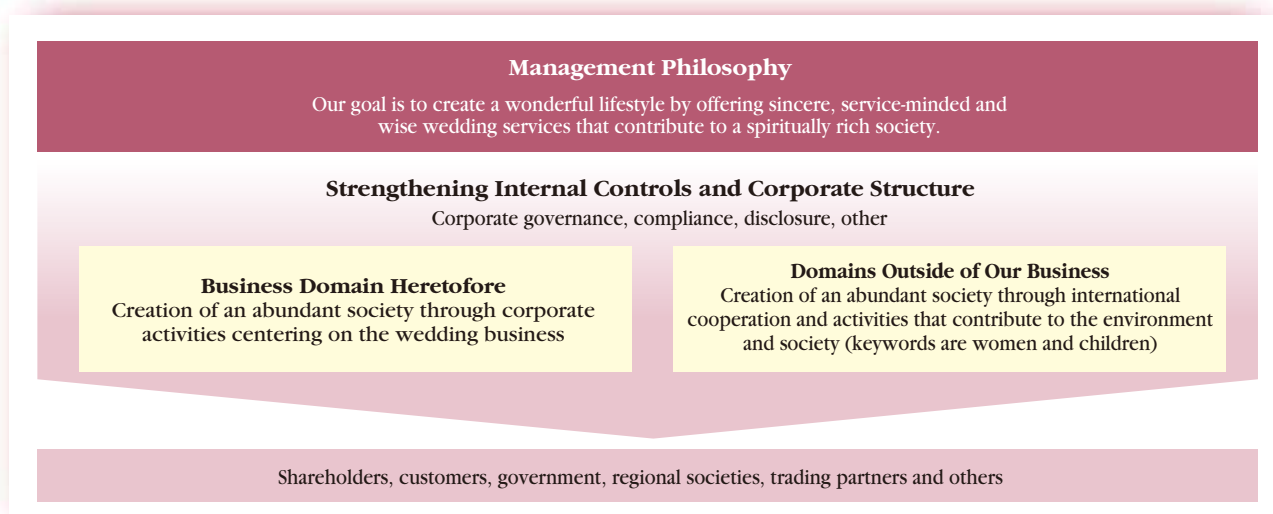 Management Philosophy
Our goal is to create a wonderful lifestyle by offering sincere, service-minded and
wise wedding services that contribute to a spiritually rich society.
Strengthening Internal Controls and Corporate Structure
Corporate governance, compliance, disclosure, other
Business Domain Heretofore
Creation of an abundant society through corporate
activities centering on the wedding business
Domains Outside of Our Business
Creation of an abundant society through international
cooperation and activities that contribute to the environment
and society (keywords are women and children)
Shareholders, customers, government, regional societies, trading partners and others